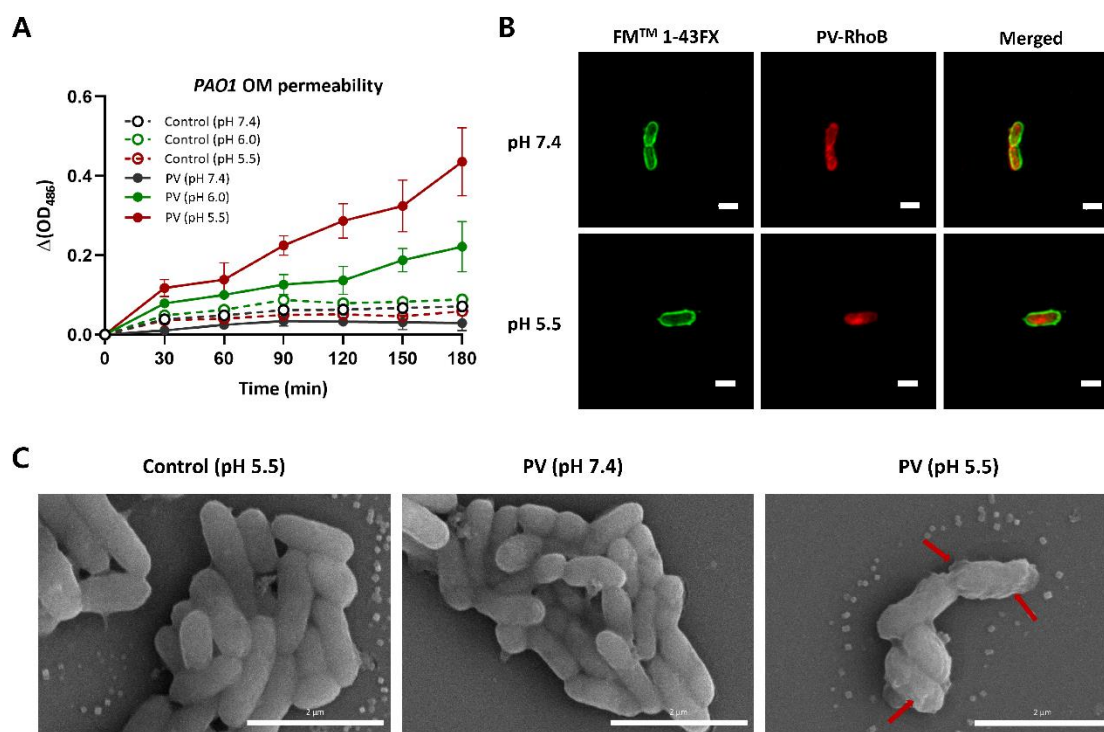 A
PAO1 OM permeability
0.6
0.4
0.2
0.0
Δ(OD486)
Control (pH 7.4)
Control (pH 6.0)
Control (pH 5.5)
PV (pH 7.4)
PV (pH 6.0)
PV (pH 5.5)
0 30 60 90 120 150 180
Time (min)
B
FM™ 1-43FX PV-RhoB Merged
pH 7.4
pH 5.5
C
Control (pH 5.5) PV (pH 7.4) PV (pH 5.5)
2 μm 2 μm 2 μm